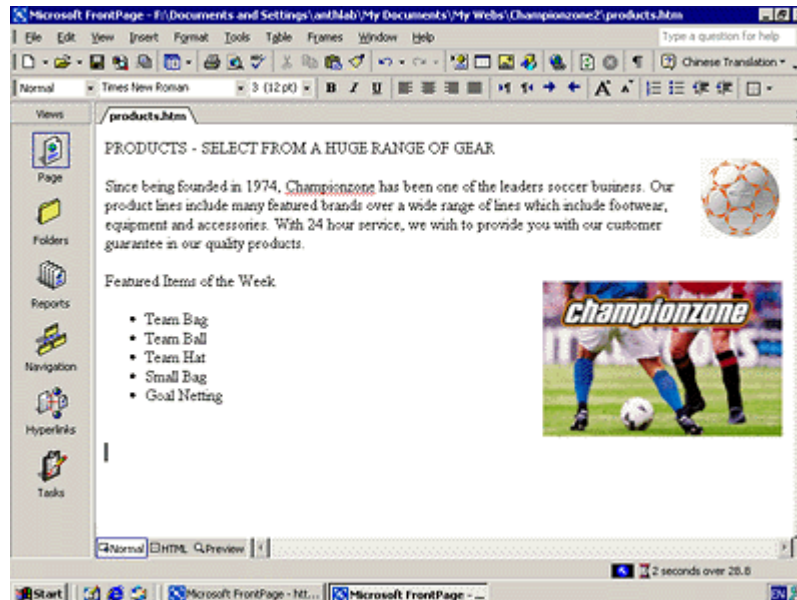 Microsoft FrontPage - F:\Documents and Settings\anthlab\My Documents\My Webs\Championzone2\products.htm
File Edit View Insert Format Tools Table Frames Window Help Type a question for help
Chinese Translation
Normal Times New Roman 3 (12 pt) B I U A A
Views products.htm
PRODUCTS - SELECT FROM A HUGE RANGE OF GEAR
Page
Since being founded in 1974, Championzone has been one of the leaders soccer business. Our
product lines include many featured brands over a wide range of lines which include footwear,
equipment and accessories. With 24 hour service, we wish to provide you with our customer
guarantee in our quality products.
Folders
Featured Items of the Week
championzone
Reports
• Team Bag
• Team Ball
• Team Hat
• Small Bag
• Goal Netting
Navigation
Hyperlinks
Tasks
Normal HTML Preview
2 seconds over 28.8
Start Microsoft FrontPage - htt... Microsoft FrontPage - ... EN